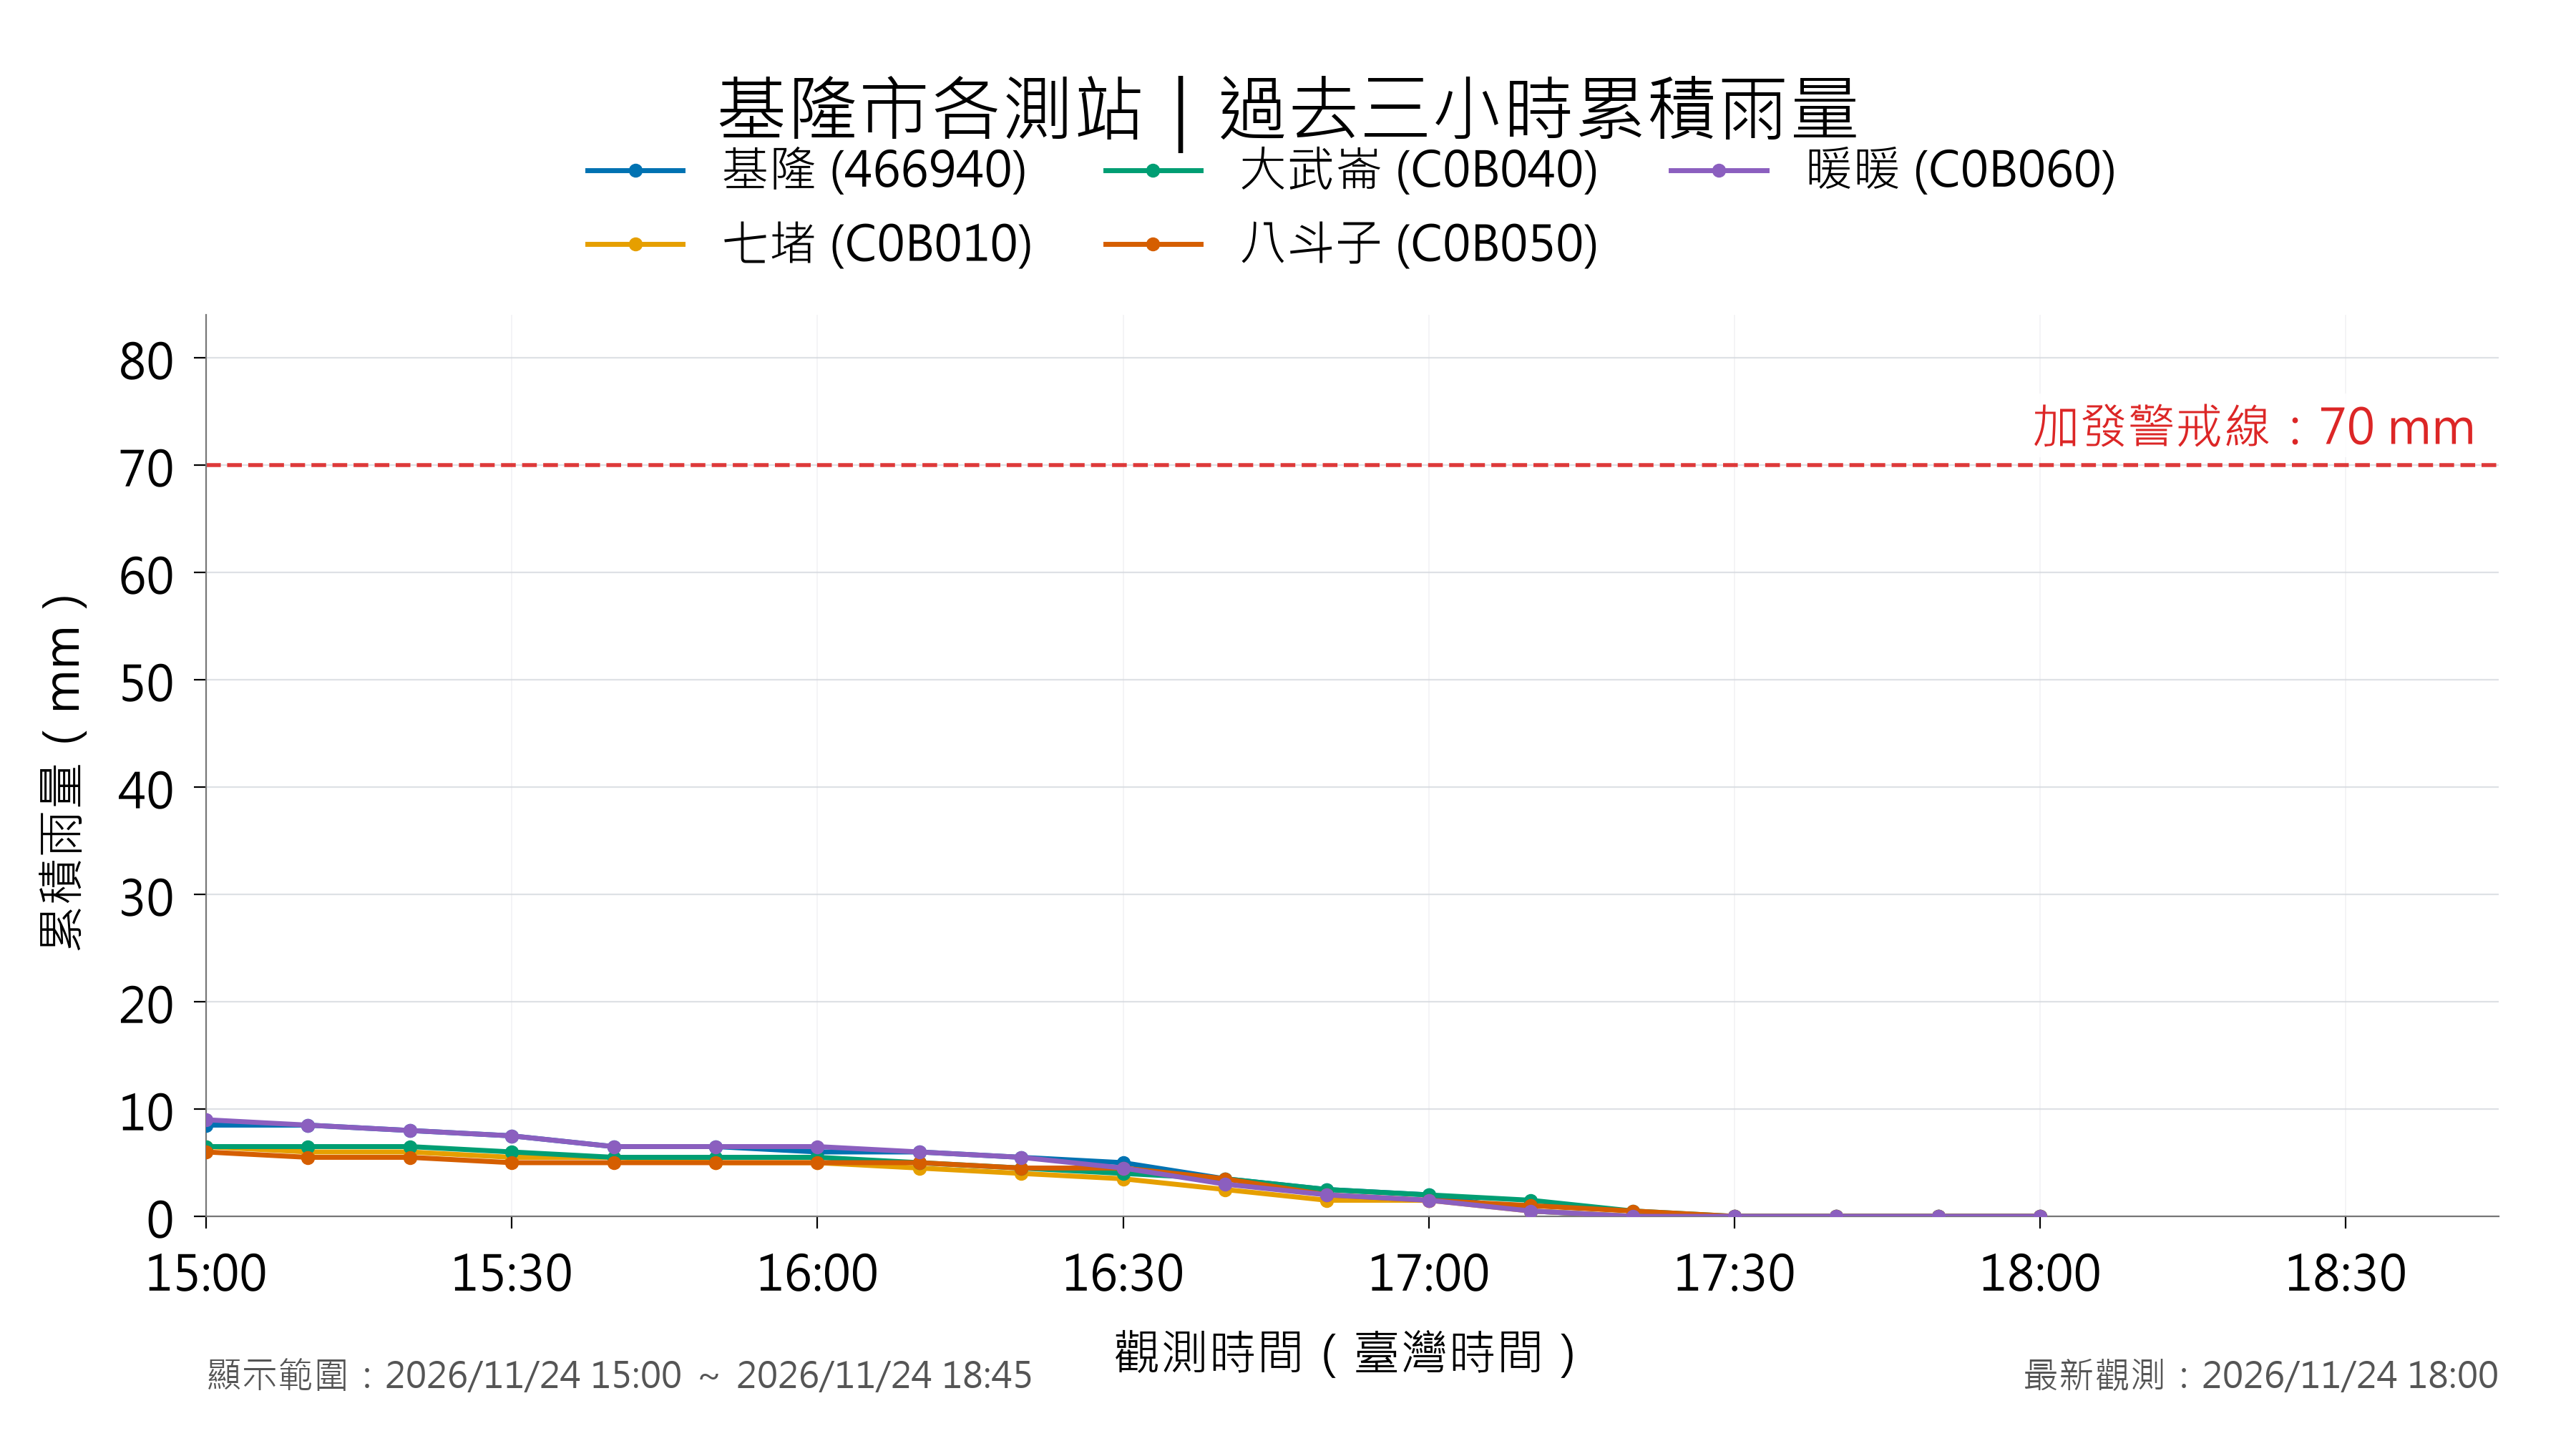 基隆市各測站｜過去三小時累積雨量
基隆 (466940)
大武崙 (C0B040)
暖暖 (C0B060)
七堵 (C0B010)
八斗子 (C0B050)
累積雨量（mm）
80
70
60
50
40
30
20
10
0
加發警戒線：70 mm
15:00
15:30
16:00
16:30
17:00
17:30
18:00
18:30
觀測時間（臺灣時間）
顯示範圍：2026/11/24 15:00 ~ 2026/11/24 18:45
最新觀測：2026/11/24 18:00